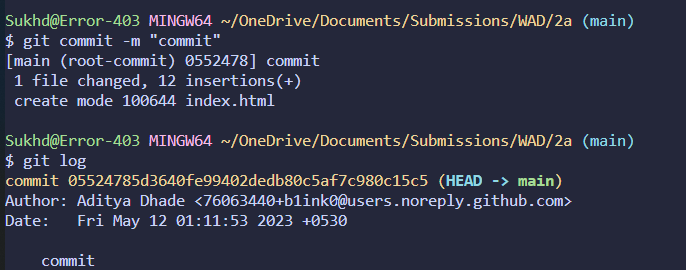 Sukhd@Error-403 MINGW64 ~/OneDrive/Documents/Submissions/WAD/2a (main)
$ git commit -m "commit"
[main (root-commit) 0552478] commit
 1 file changed, 12 insertions(+)
 create mode 100644 index.html

Sukhd@Error-403 MINGW64 ~/OneDrive/Documents/Submissions/WAD/2a (main)
$ git log
commit 05524785d3640fe99402dedb80c5af7c980c15c5 (HEAD -> main)
Author: Aditya Dhade <76063440+b1ink0@users.noreply.github.com>
Date:   Fri May 12 01:11:53 2023 +0530

    commit